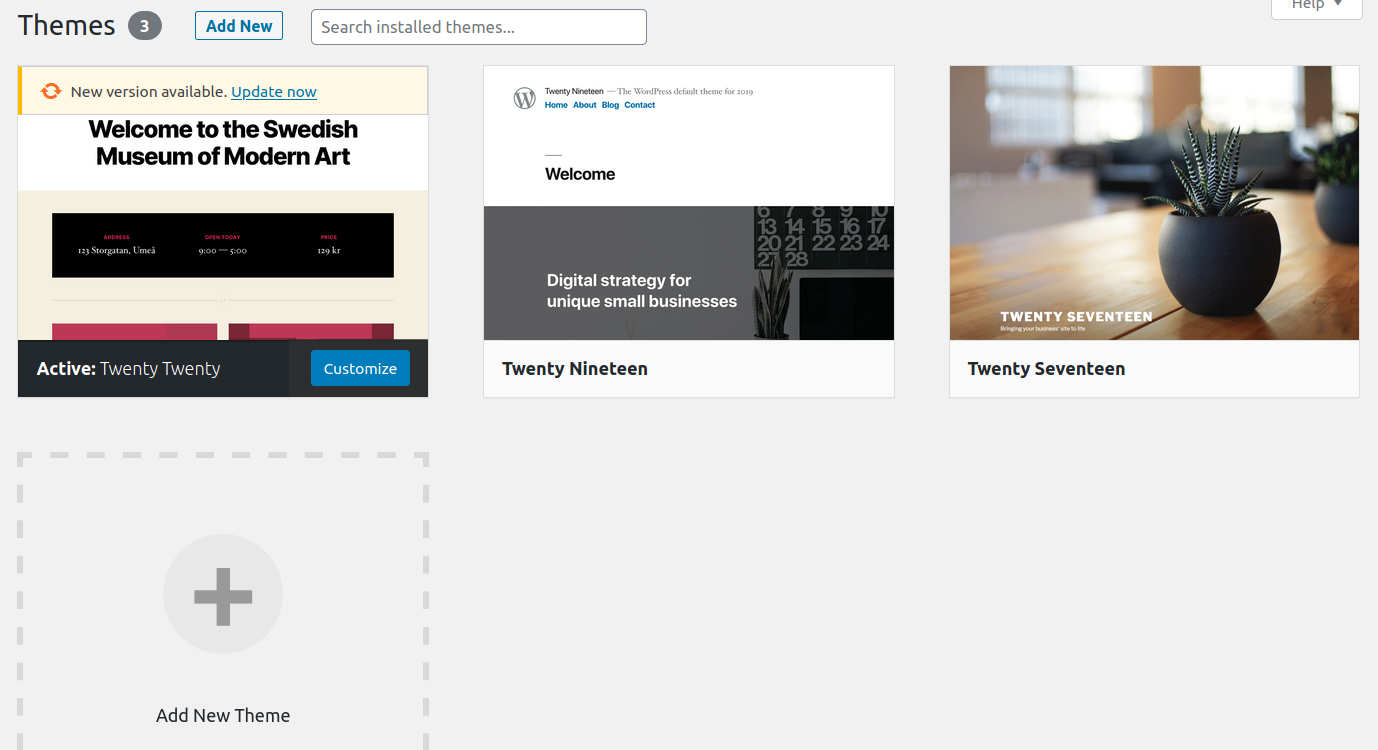 Themes 3 Add New Search installed themes... Help ▼
New version available. Update now
Welcome to the Swedish
Museum of Modern Art
ADDRESS OPEN TODAY PRICE
123 Storgatan, Umeå 9:00 — 5:00 129 kr
Active: Twenty Twenty Customize
Twenty Nineteen — The WordPress default theme for 2019
Home About Blog Contact
Welcome
6 7 8 9 10
13 14 15 16 17
20 21 22 23 24
27 28
Digital strategy for
unique small businesses
Twenty Nineteen
TWENTY SEVENTEEN
Bringing your business' site to life
Twenty Seventeen
Add New Theme